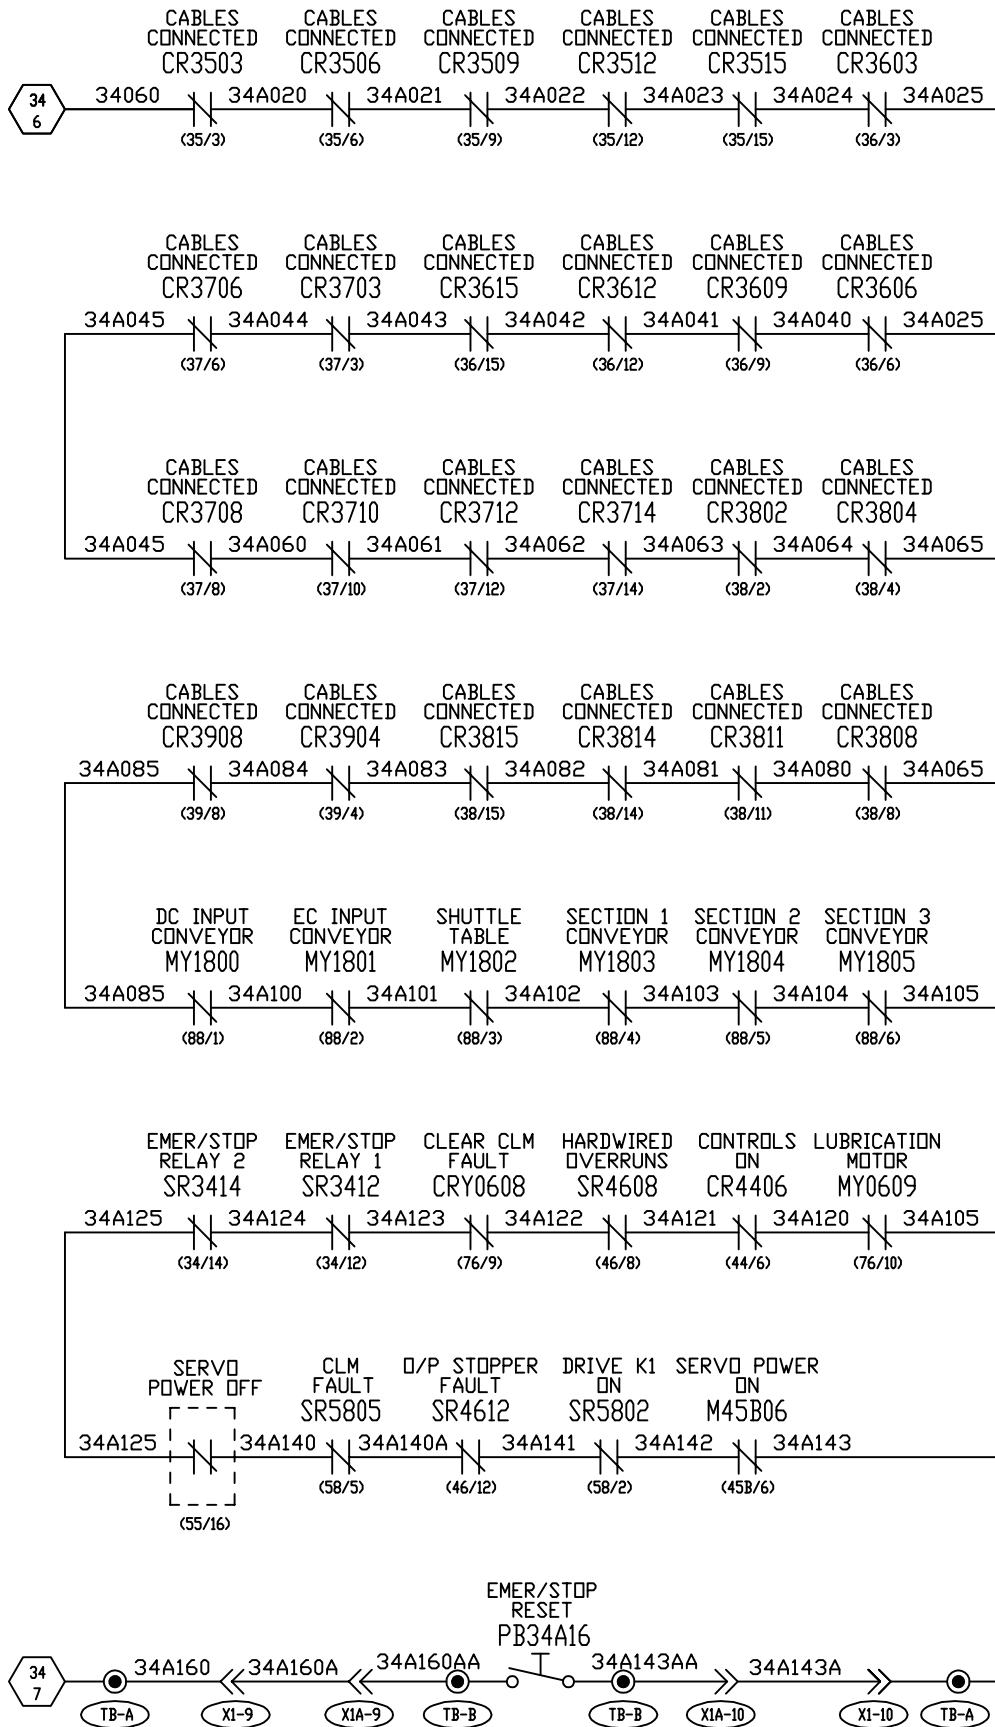 CABLES CABLES CABLES CABLES CABLES CABLES
CONNECTED CONNECTED CONNECTED CONNECTED CONNECTED CONNECTED
CR3503 CR3506 CR3509 CR3512 CR3515 CR3603
34 34060 34A020 34A021 34A022 34A023 34A024 34A025
6
(35/3) (35/6) (35/9) (35/12) (35/15) (36/3)
CABLES CABLES CABLES CABLES CABLES CABLES
CONNECTED CONNECTED CONNECTED CONNECTED CONNECTED CONNECTED
CR3706 CR3703 CR3615 CR3612 CR3609 CR3606
34A045 34A044 34A043 34A042 34A041 34A040 34A025
(37/6) (37/3) (36/15) (36/12) (36/9) (36/6)
CABLES CABLES CABLES CABLES CABLES CABLES
CONNECTED CONNECTED CONNECTED CONNECTED CONNECTED CONNECTED
CR3708 CR3710 CR3712 CR3714 CR3802 CR3804
34A045 34A060 34A061 34A062 34A063 34A064 34A065
(37/8) (37/10) (37/12) (37/14) (38/2) (38/4)
CABLES CABLES CABLES CABLES CABLES CABLES
CONNECTED CONNECTED CONNECTED CONNECTED CONNECTED CONNECTED
CR3908 CR3904 CR3815 CR3814 CR3811 CR3808
34A085 34A084 34A083 34A082 34A081 34A080 34A065
(39/8) (39/4) (38/15) (38/14) (38/11) (38/8)
DC INPUT EC INPUT SHUTTLE SECTION 1 SECTION 2 SECTION 3
CONVEYOR CONVEYOR TABLE CONVEYOR CONVEYOR CONVEYOR
MY1800 MY1801 MY1802 MY1803 MY1804 MY1805
34A085 34A100 34A101 34A102 34A103 34A104 34A105
(88/1) (88/2) (88/3) (88/4) (88/5) (88/6)
EMER/STOP EMER/STOP CLEAR CLM HARDWIRED CONTROLS LUBRICATION
RELAY 2 RELAY 1 FAULT OVERRUNS ON MOTOR
SR3414 SR3412 CRY0608 SR4608 CR4406 MY0609
34A125 34A124 34A123 34A122 34A121 34A120 34A105
(34/14) (34/12) (76/9) (46/8) (44/6) (76/10)
SERVO CLM O/P STOPPER DRIVE K1 SERVO POWER
POWER OFF FAULT FAULT ON ON
SR5805 SR4612 SR5802 M45B06
34A125 34A140 34A140A 34A141 34A142 34A143
(58/5) (46/12) (58/2) (45B/6)
(55/16)
EMER/STOP
RESET
PB34A16
34 34A160 34A160A 34A160AA 34A143AA 34A143A
7
TB-A X1-9 X1A-9 TB-B TB-B X1A-10 X1-10 TB-A